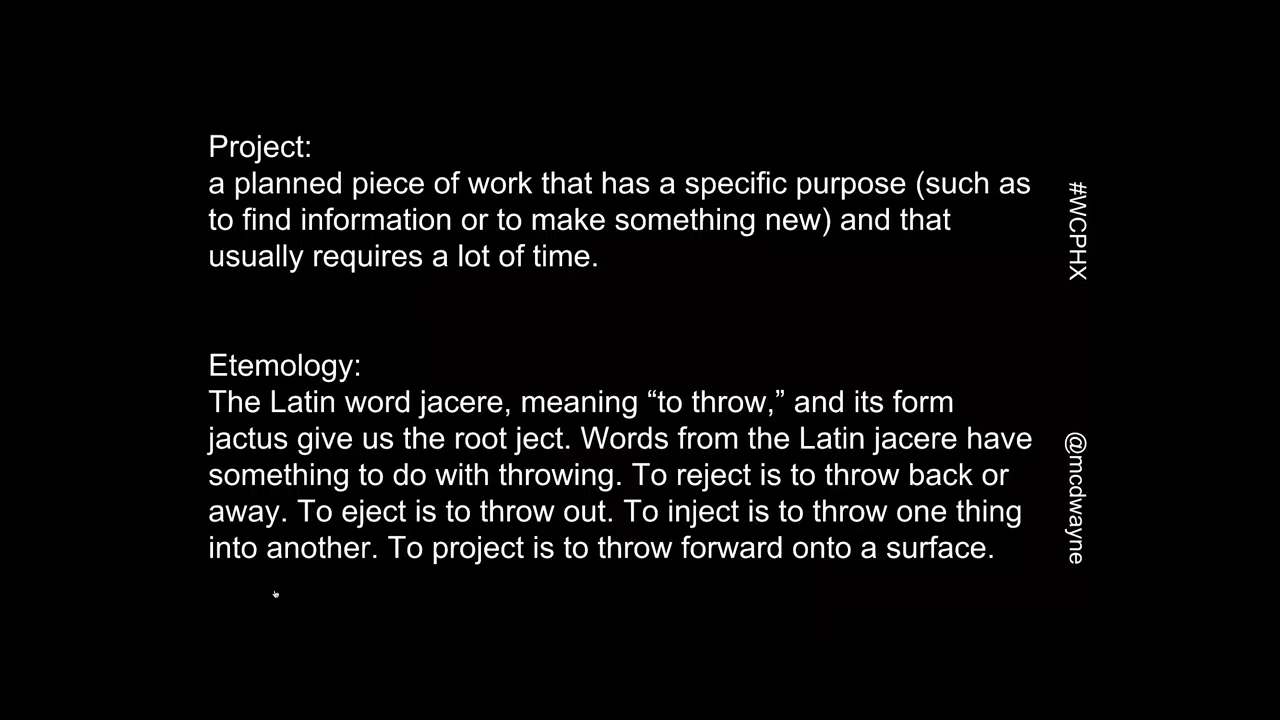 Project:
a planned piece of work that has a specific purpose (such as
to find information or to make something new) and that
usually requires a lot of time.
Etemology:
The Latin word jacere, meaning “to throw,” and its form
jactus give us the root ject. Words from the Latin jacere have
something to do with throwing. To reject is to throw back or
away. To eject is to throw out. To inject is to throw one thing
into another. To project is to throw forward onto a surface.
#WCPHX
@mcdwayne